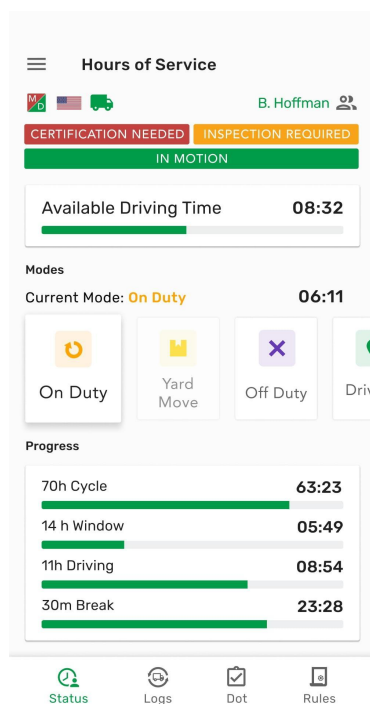 Hours of Service
M/D
B. Hoffman
CERTIFICATION NEEDED INSPECTION REQUIRED
IN MOTION
Available Driving Time 08:32
Modes
Current Mode: On Duty 06:11
On Duty
Yard
Move
Off Duty
Driv
Progress
70h Cycle 63:23
14 h Window 05:49
11h Driving 08:54
30m Break 23:28
Status Logs Dot Rules